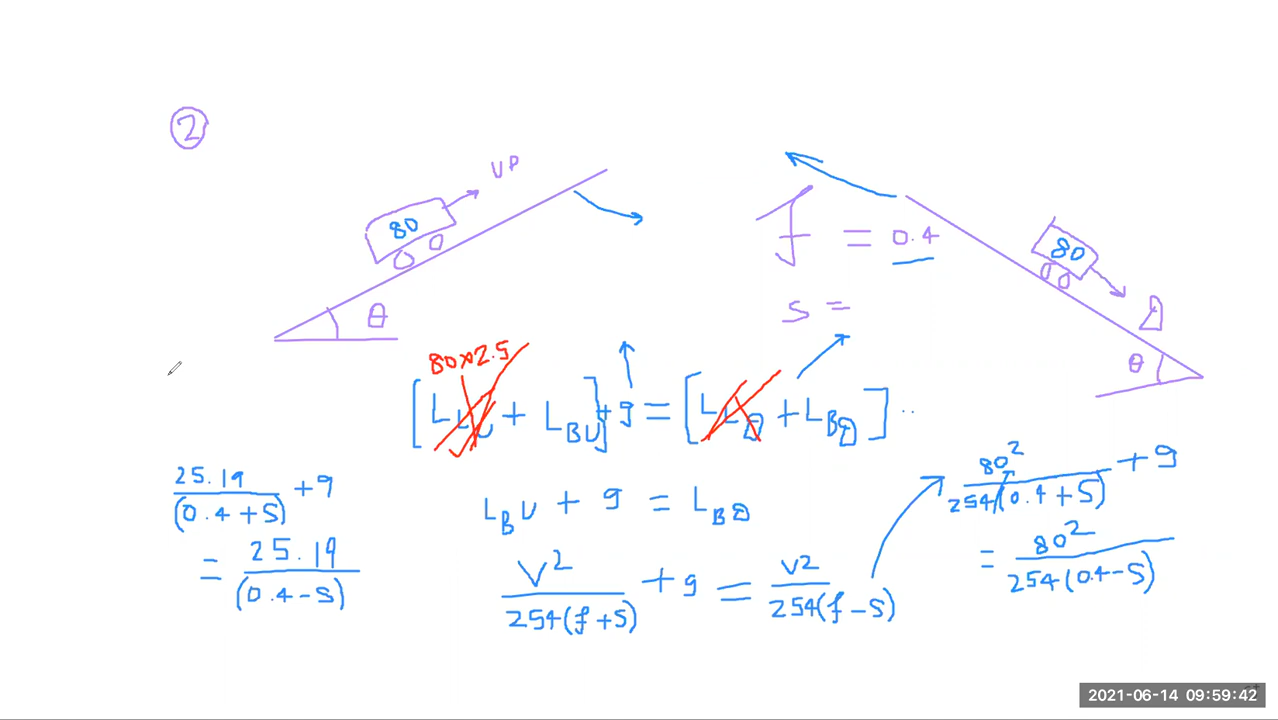 2
UP
80
θ
f = 0.4
S =
80
D
θ
80×2.5
[LLU + LBU] + 9 = [LLD + LBD] ..
LBU + 9 = LBD
V²/254(f+S) + 9 = V²/254(f-S)
80²/254(0.4+S) + 9
= 80²/254(0.4-S)
25.19/(0.4+S) + 9
= 25.19/(0.4-S)
2021-06-14 09:59:42